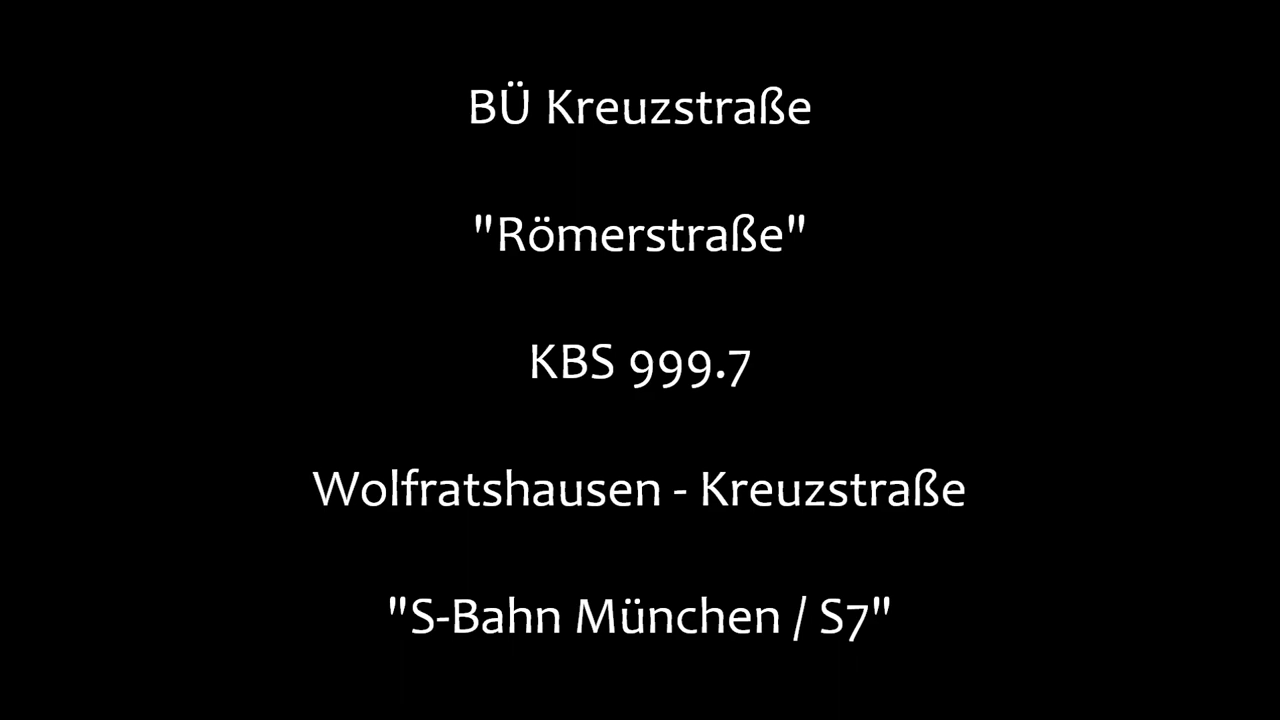 BÜ Kreuzstraße
"Römerstraße"
KBS 999.7
Wolfratshausen - Kreuzstraße
"S-Bahn München / S7"